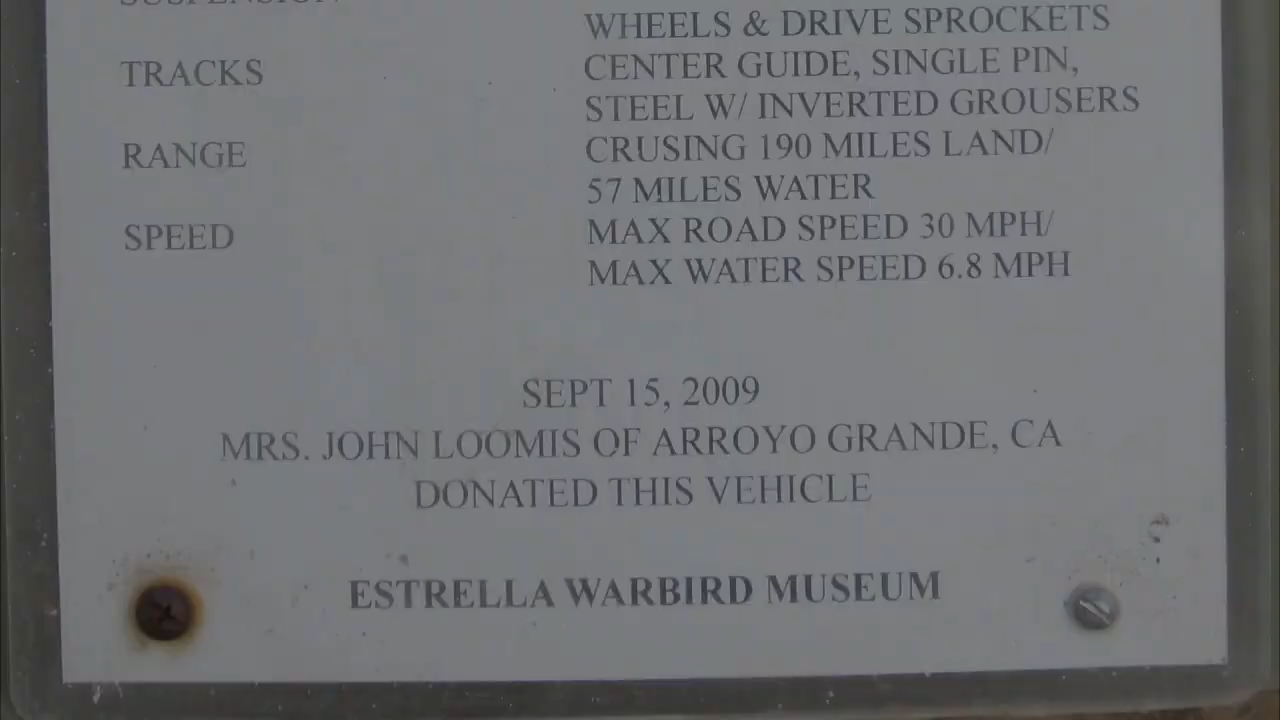 SUSPENSION
WHEELS & DRIVE SPROCKETS
TRACKS CENTER GUIDE, SINGLE PIN,
STEEL W/ INVERTED GROUSERS
RANGE CRUSING 190 MILES LAND/
57 MILES WATER
SPEED MAX ROAD SPEED 30 MPH/
MAX WATER SPEED 6.8 MPH
SEPT 15, 2009
MRS. JOHN LOOMIS OF ARROYO GRANDE, CA
DONATED THIS VEHICLE
ESTRELLA WARBIRD MUSEUM